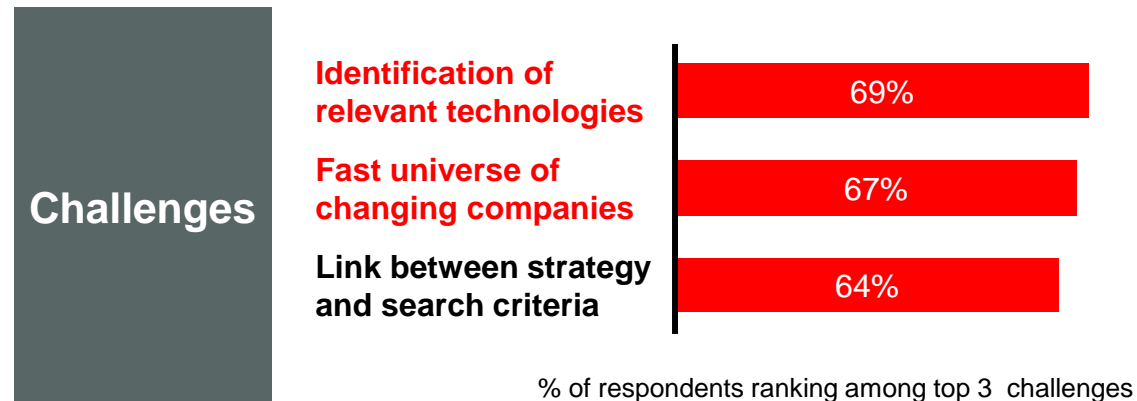 Challenges
Identification of
relevant technologies
69%
Fast universe of
changing companies
67%
Link between strategy
and search criteria
64%
% of respondents ranking among top 3 challenges